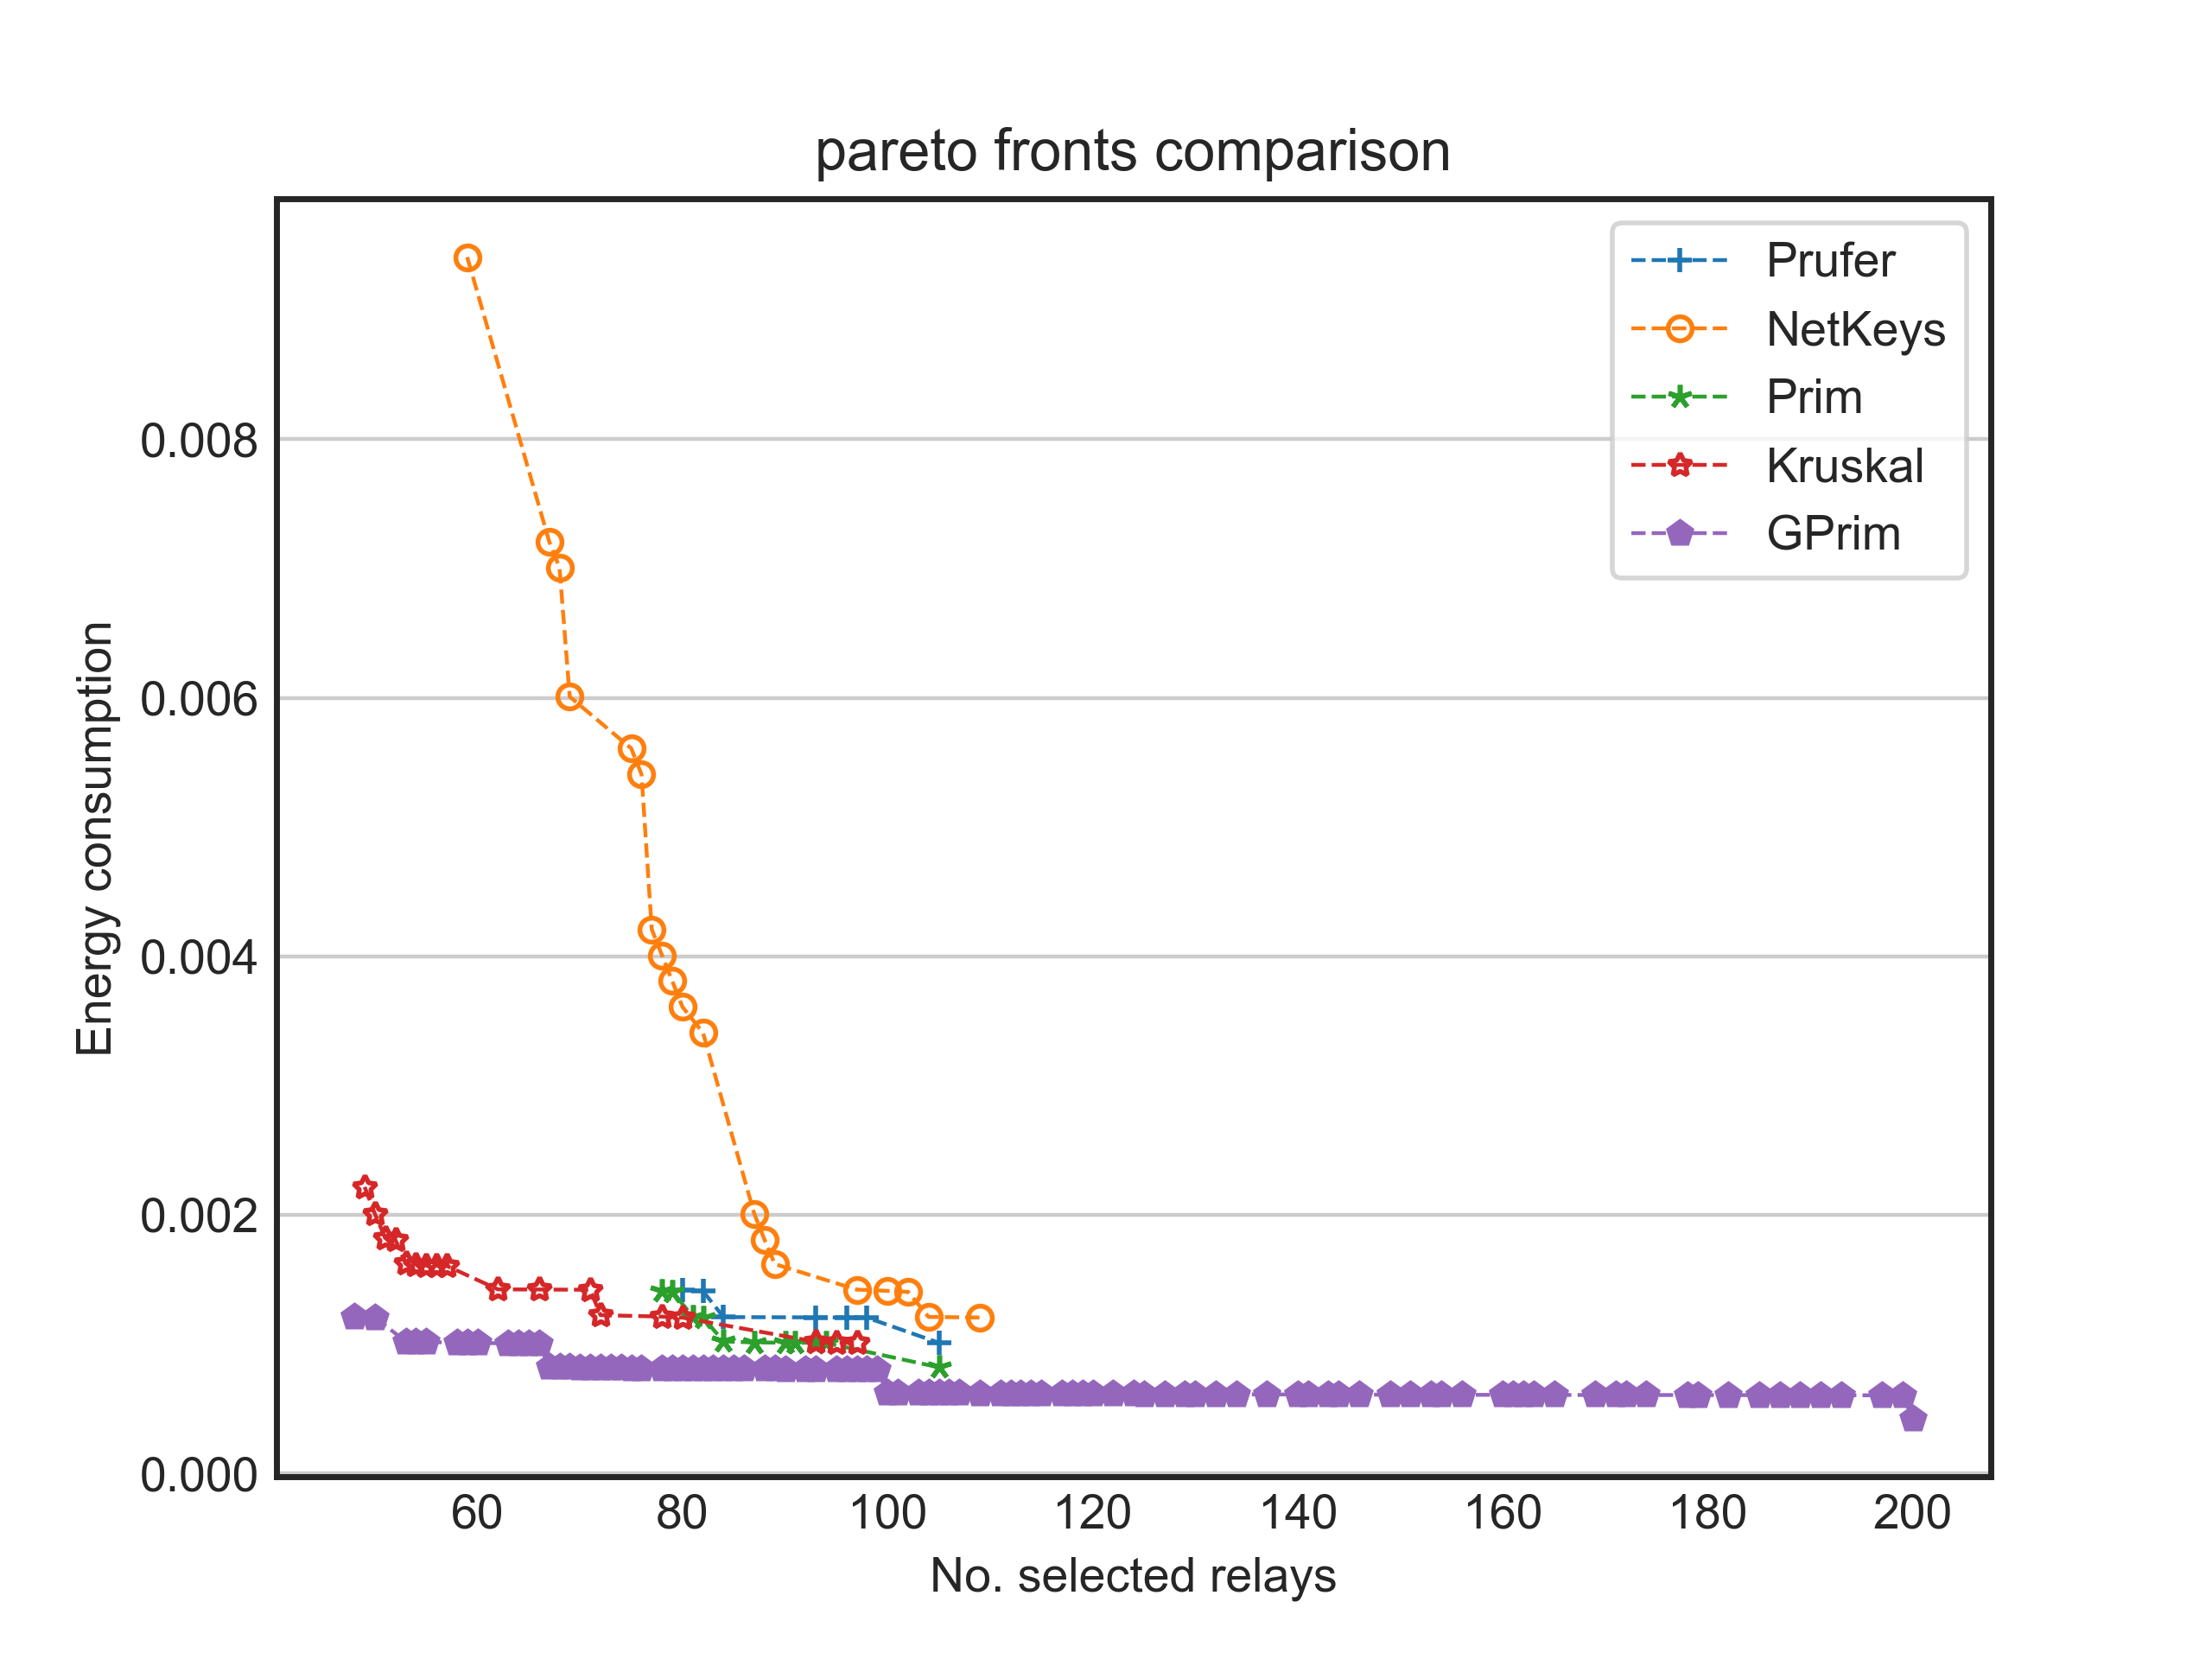 pareto fronts comparison
Prufer
NetKeys
Prim
Kruskal
GPrim
Energy consumption
0.008
0.006
0.004
0.002
0.000
60 80 100 120 140 160 180 200
No. selected relays